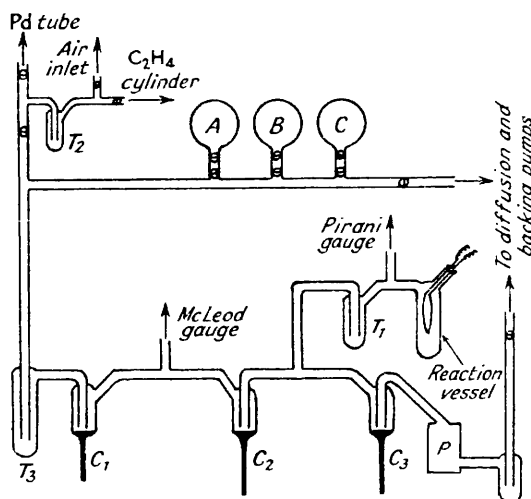 Pd tube
Air
inlet
C₂H₄
cylinder
T₂
A
B
C
To diffusion and
backing pumps
Pirani
gauge
McLeod
gauge
T₁
Reaction
vessel
T₃
C₁
C₂
C₃
P